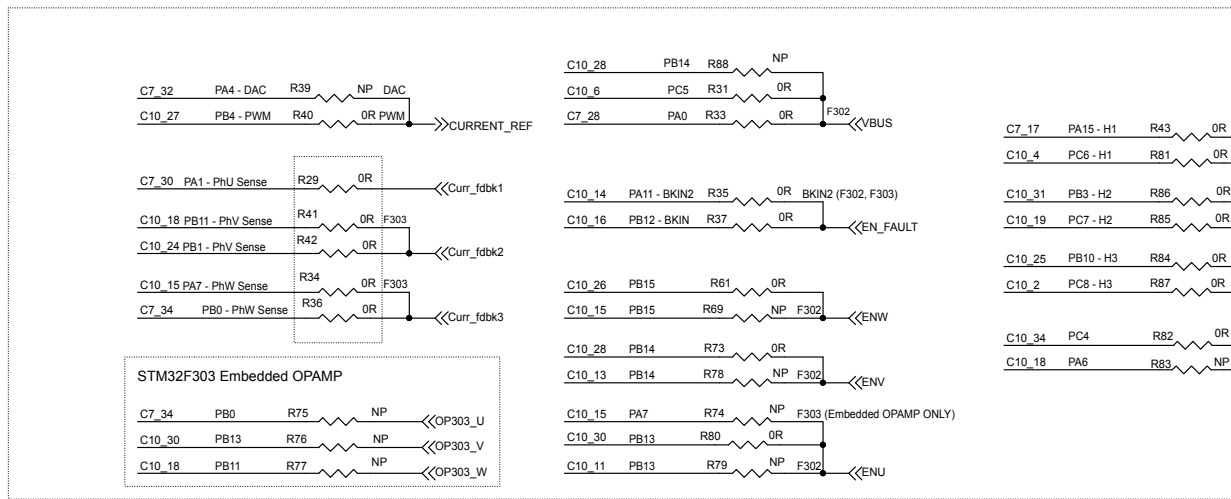 C7_32 PA4 - DAC R39 NP DAC
C10_27 PB4 - PWM R40 0R PWM CURRENT_REF
C7_30 PA1 - PhU Sense R29 0R Curr_fdbk1
C10_18 PB11 - PhV Sense R41 0R F303
C10_24 PB1 - PhV Sense R42 0R Curr_fdbk2
C10_15 PA7 - PhW Sense R34 0R F303
C7_34 PB0 - PhW Sense R36 0R Curr_fdbk3
STM32F303 Embedded OPAMP
C7_34 PB0 R75 NP OP303_U
C10_30 PB13 R76 NP OP303_V
C10_18 PB11 R77 NP OP303_W
C10_28 PB14 R88 NP
C10_6 PC5 R31 0R
C7_28 PA0 R33 0R F302 VBUS
C10_14 PA11 - BKIN2 R35 0R BKIN2 (F302, F303)
C10_16 PB12 - BKIN R37 0R EN_FAULT
C10_26 PB15 R61 0R
C10_15 PB15 R69 NP F302 ENW
C10_28 PB14 R73 0R
C10_13 PB14 R78 NP F302 ENV
C10_15 PA7 R74 NP F303 (Embedded OPAMP ONLY)
C10_30 PB13 R80 0R
C10_11 PB13 R79 NP F302 ENU
C7_17 PA15 - H1 R43 0R
C10_4 PC6 - H1 R81 0R
C10_31 PB3 - H2 R86 0R
C10_19 PC7 - H2 R85 0R
C10_25 PB10 - H3 R84 0R
C10_2 PC8 - H3 R87 0R
C10_34 PC4 R82 0R
C10_18 PA6 R83 NP